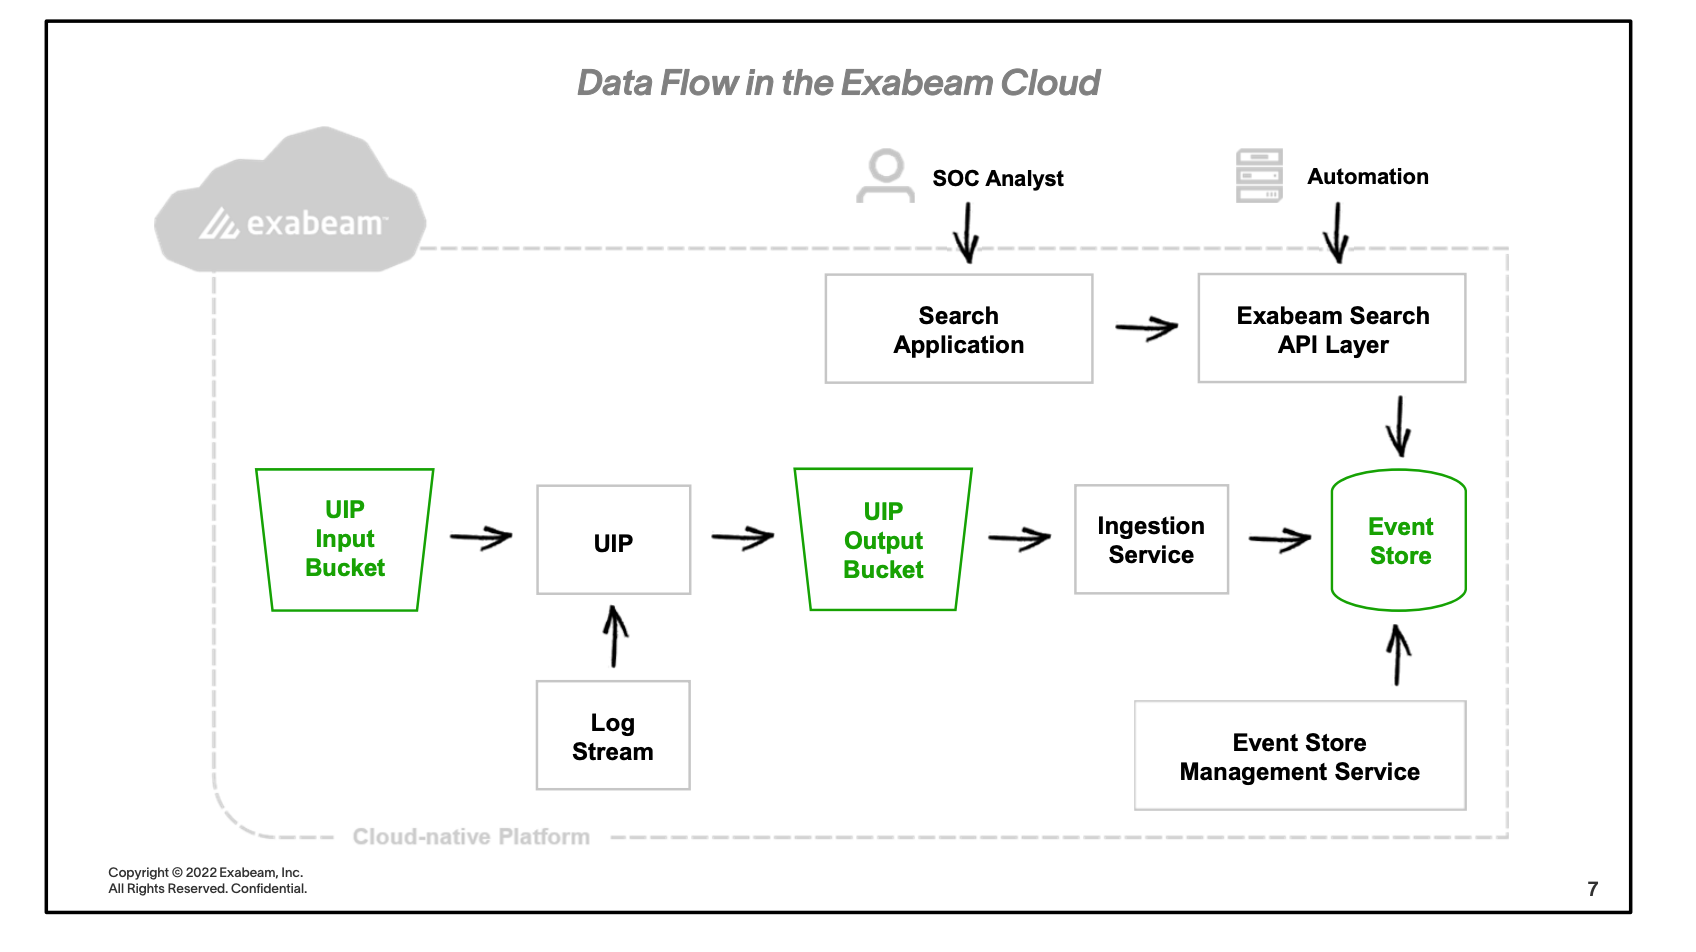 Data Flow in the Exabeam Cloud
exabeam™
SOC Analyst
Automation
Search
Application
Exabeam Search
API Layer
UIP
Input
Bucket
UIP
UIP
Output
Bucket
Ingestion
Service
Event
Store
Log
Stream
Event Store
Management Service
Cloud-native Platform
Copyright © 2022 Exabeam, Inc.
All Rights Reserved. Confidential.
7